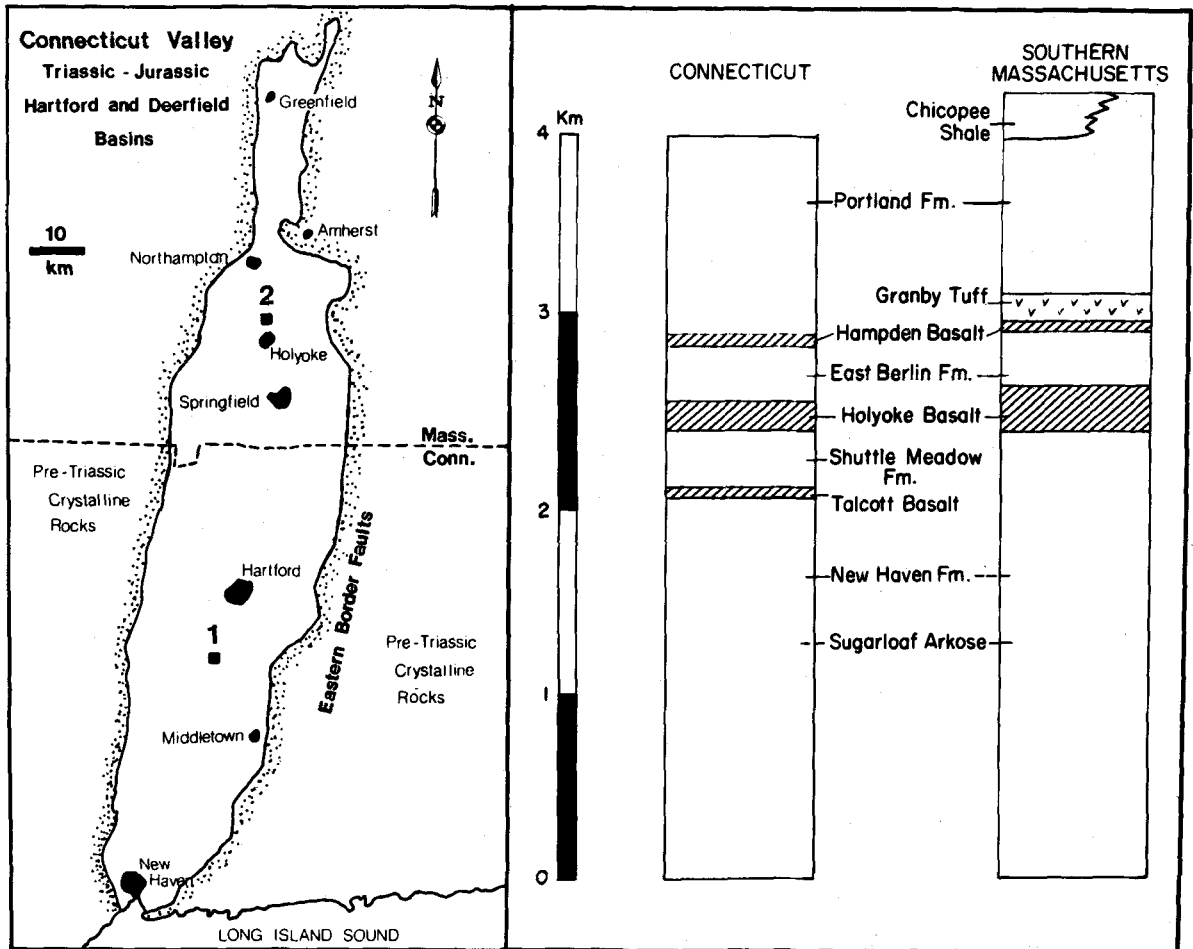 Connecticut Valley
Triassic - Jurassic
Hartford and Deerfield
Basins
N
Greenfield
10
km
Amherst
Northampton
2
Holyoke
Springfield
Mass.
Conn.
Pre-Triassic
Crystalline
Rocks
Hartford
1
Eastern Border Faults
Pre-Triassic
Crystalline
Rocks
Middletown
New
Haven
LONG ISLAND SOUND
CONNECTICUT
SOUTHERN
MASSACHUSETTS
Km
4
3
2
1
0
Chicopee
Shale
Portland Fm.
Granby Tuff
Hampden Basalt
East Berlin Fm.
Holyoke Basalt
Shuttle Meadow
Fm.
Talcott Basalt
New Haven Fm.
Sugarloaf Arkose